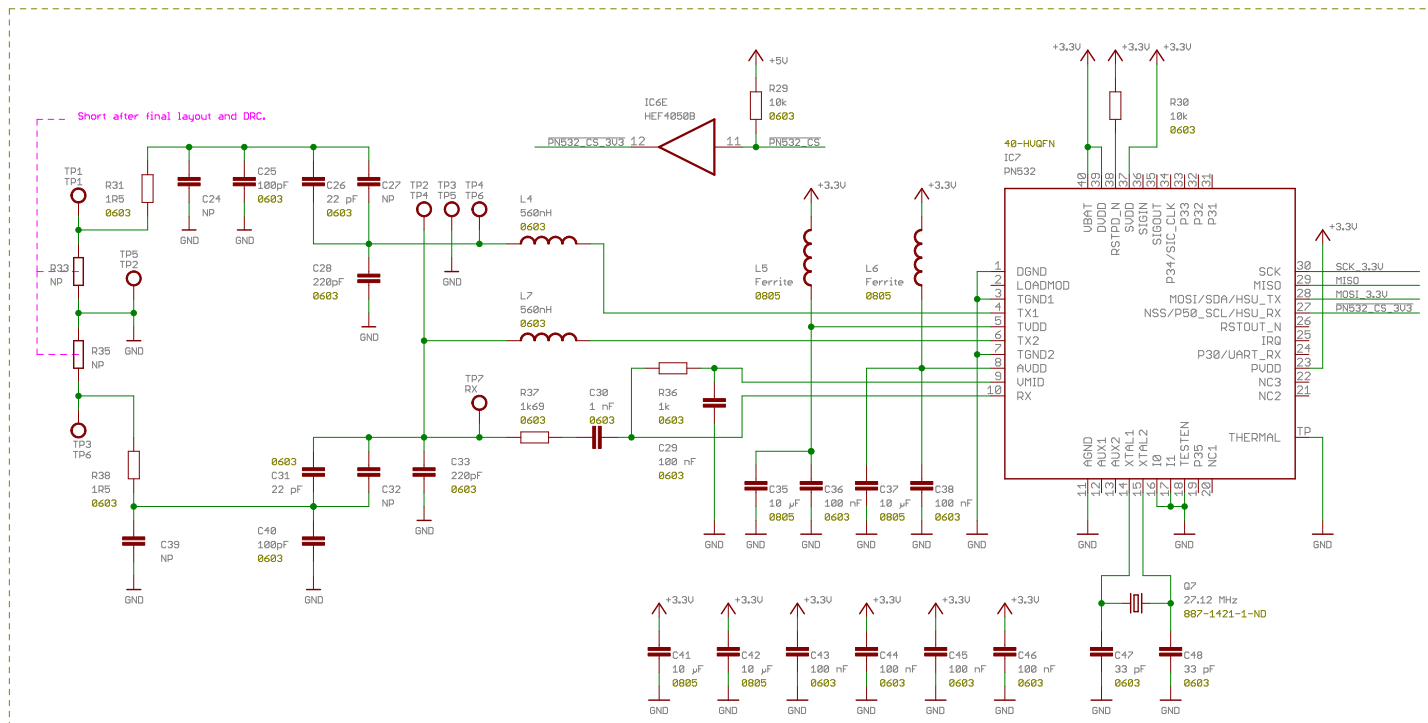 Short after final layout and DRC.
+5V
R29
10k
0603
IC6E
HEF4050B
PN532_CS_3V3
12
11
PN532_CS
+3.3V
+3.3V
+3.3V
R30
10k
0603
40-HVQFN
IC7
PN532
TP1
TP1
R31
1R5
0603
C24
NP
GND
C25
100pF
0603
GND
C26
22 pF
0603
C27
NP
TP2
TP4
TP3
TP5
TP4
TP6
L4
560nH
0603
GND
R33
NP
TP5
TP2
GND
C28
220pF
0603
GND
L7
560nH
0603
R35
NP
TP3
TP6
R38
1R5
0603
C39
NP
GND
0603
C31
22 pF
C32
NP
C33
220pF
0603
GND
C40
100pF
0603
GND
TP7
RX
R37
1k69
0603
C30
1 nF
0603
R36
1k
0603
C29
100 nF
0603
GND
+3.3V
L5
Ferrite
0805
+3.3V
L6
Ferrite
0805
C35
10 µF
0805
GND
C36
100 nF
0603
GND
C37
10 µF
0805
GND
C38
100 nF
0603
GND
GND
40
39
38
37
36
35
34
33
32
31
VBAT
DVDD
RSTPD_N
SVDD
SIGIN
SIGOUT
P34/SIC_CLK
P33
P32
P31
1
DGND
2
LOADMOD
3
TGND1
4
TX1
5
TVDD
6
TX2
7
TGND2
8
AVDD
9
VMID
10
RX
+3.3V
SCK
30
SCK_3.3V
MISO
29
MISO
MOSI/SDA/HSU_TX
28
MOSI_3.3V
NSS/P50_SCL/HSU_RX
27
PN532_CS_3V3
RSTOUT_N
26
IRQ
25
P30/UART_RX
24
PVDD
23
NC3
22
NC2
21
THERMAL
TP
GND
AGND
AUX1
AUX2
XTAL1
XTAL2
I0
I1
TESTEN
P35
NC1
11
12
13
14
15
16
17
18
19
20
GND
GND
Q7
27.12 MHz
887-1421-1-ND
C47
33 pF
0603
GND
C48
33 pF
0603
GND
+3.3V
C41
10 µF
0805
GND
+3.3V
C42
10 µF
0805
GND
+3.3V
C43
100 nF
0603
GND
+3.3V
C44
100 nF
0603
GND
+3.3V
C45
100 nF
0603
GND
+3.3V
C46
100 nF
0603
GND